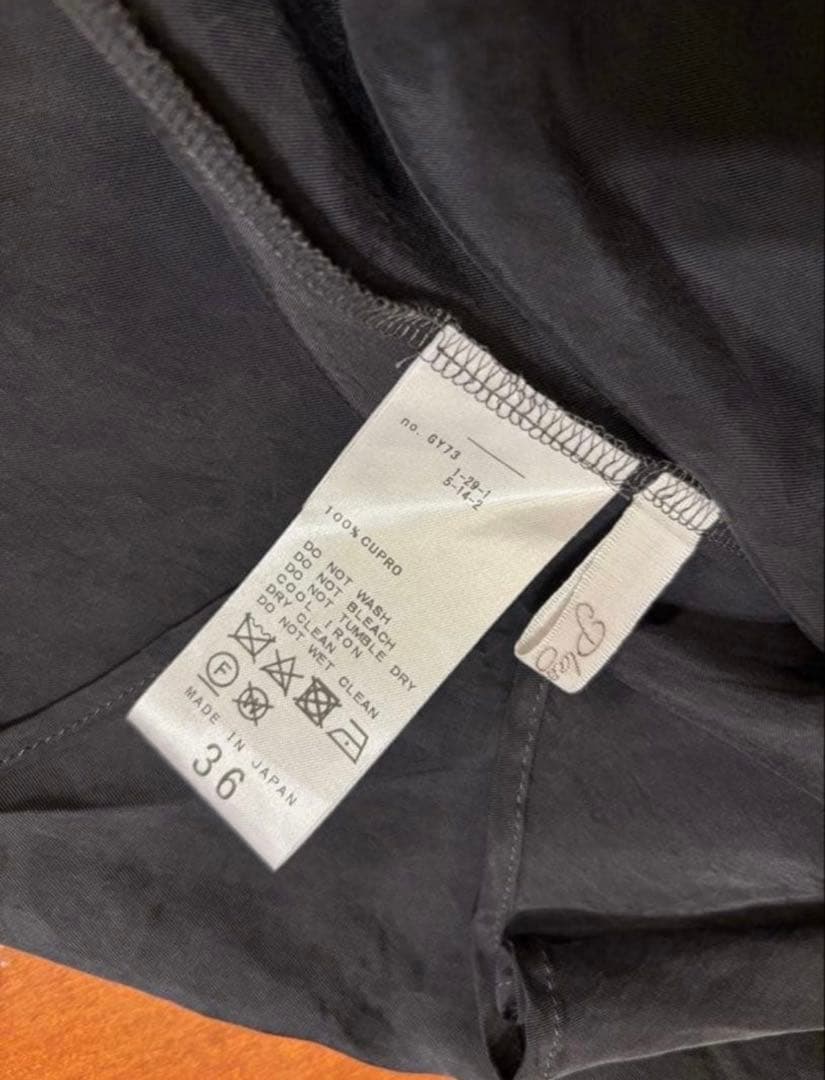 no. GY73
1-29-1
5-14-2
100% CUPRO
DO NOT WASH
DO NOT BLEACH
DO NOT TUMBLE DRY
COOL IRON
DRY CLEAN
DO NOT WET CLEAN
F
W
MADE IN JAPAN
36